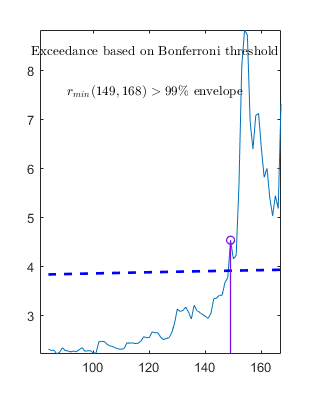 Exceedance based on Bonferroni threshold
r_min(149, 168) > 99% envelope
8
7
6
5
4
3
100 120 140 160